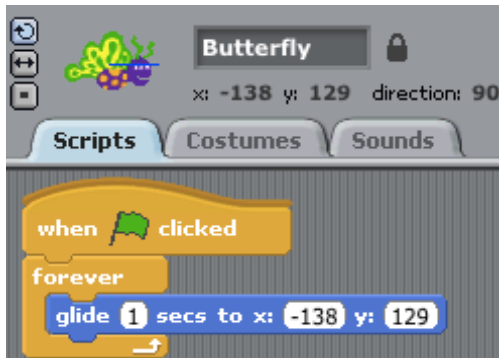 Butterfly
x: -138 y: 129 direction: 90
Scripts Costumes Sounds
when clicked
forever
glide 1 secs to x: -138 y: 129